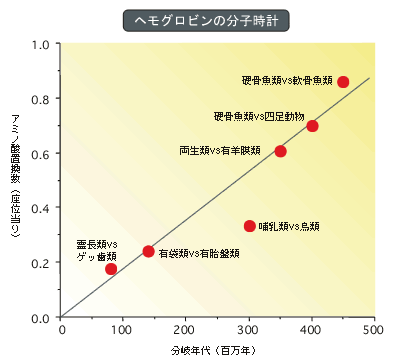 ヘモグロビンの分子時計
アミノ酸置換数（座位当り）
1.0
0.8
0.6
0.4
0.2
0.0
硬骨魚類vs軟骨魚類
硬骨魚類vs四足動物
両生類vs有羊膜類
哺乳類vs鳥類
霊長類vs
ゲッ歯類
有袋類vs有胎盤類
0
100
200
300
400
500
分岐年代（百万年）